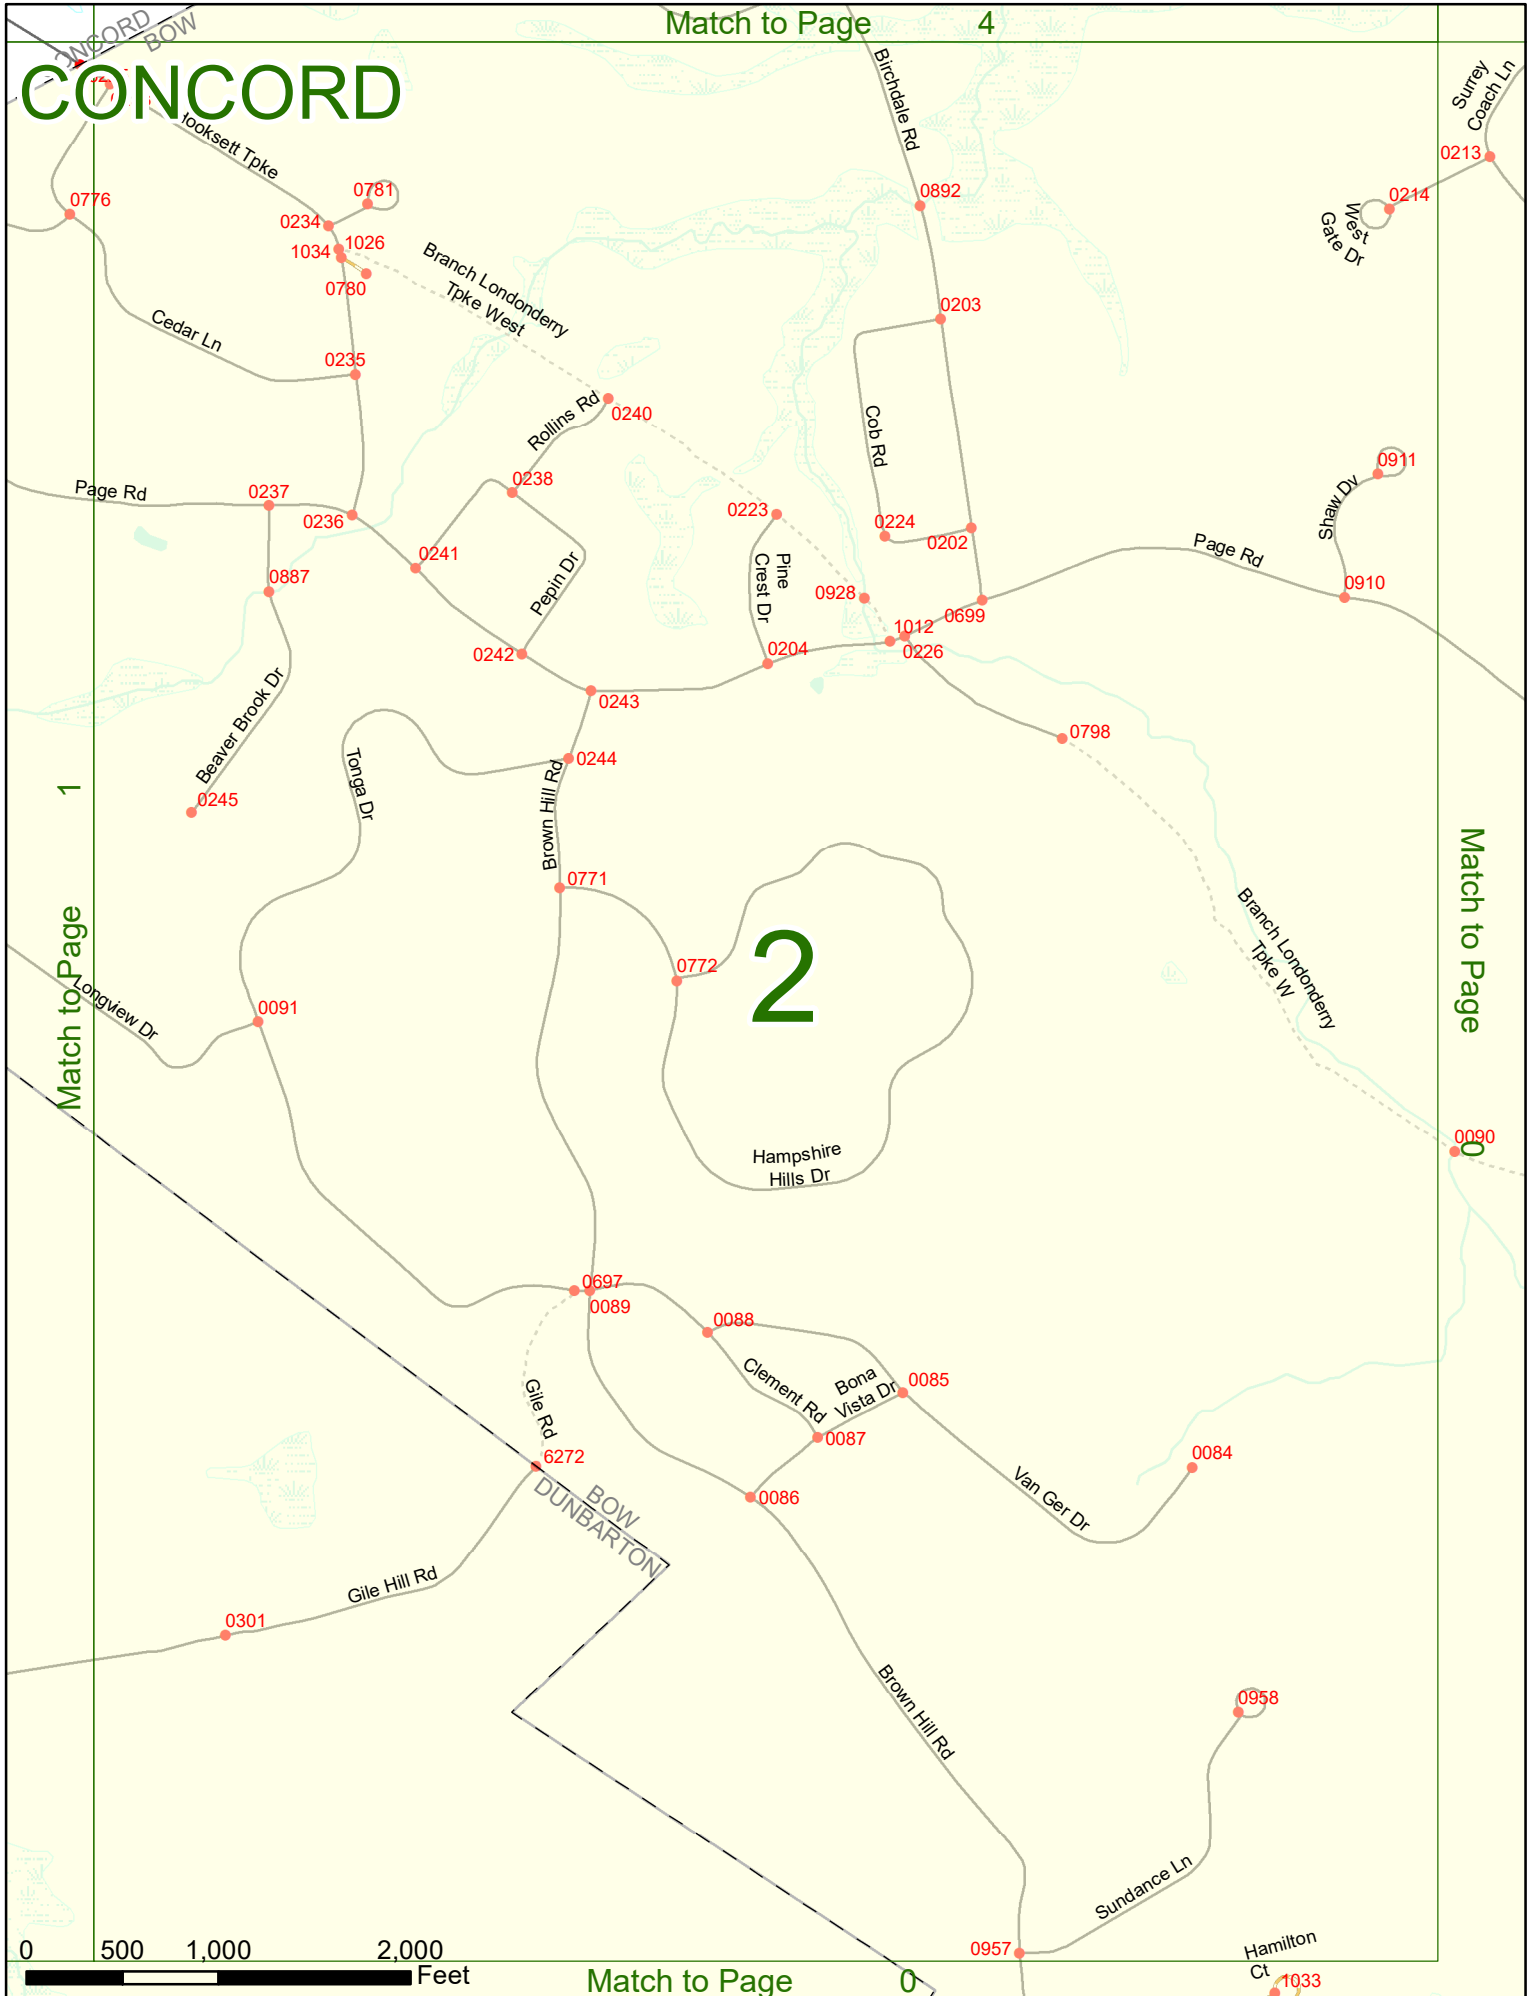 Match to Page 4
ONCORD
BOW
CONCORD
Hooksett Tpke
Birchdale Rd
Surrey
Coach Ln
0213
0776
0781
0892
0214
West
Gate Dr
0234
1026
1034
0780
Branch Londonderry
Tpke West
0203
Cedar Ln
0235
Rollins Rd
0240
Cob Rd
0911
Shaw Dv
Page Rd
0237
0238
0236
0223
0224
0202
0241
Pepin Dr
Pine
Crest Dr
Page Rd
0887
0928
0699
0910
1012
0226
0242
0204
0243
Beaver Brook Dr
0798
Tonga Dr
0244
Brown Hill Rd
0245
1
Match to Page
0771
Match to Page
0
Branch Londonderry
Tpke W
2
0772
Longview Dr
0091
0090
Hampshire
Hills Dr
0697
0089
0088
Clement Rd
Bona
Vista Dr
0085
Gile Rd
0087
6272
0084
BOW
DUNBARTON
0086
Van Ger Dr
Gile Hill Rd
0301
Brown Hill Rd
0958
Sundance Ln
0957
Hamilton
Ct
1033
0 500 1,000 2,000
Feet
Match to Page 0